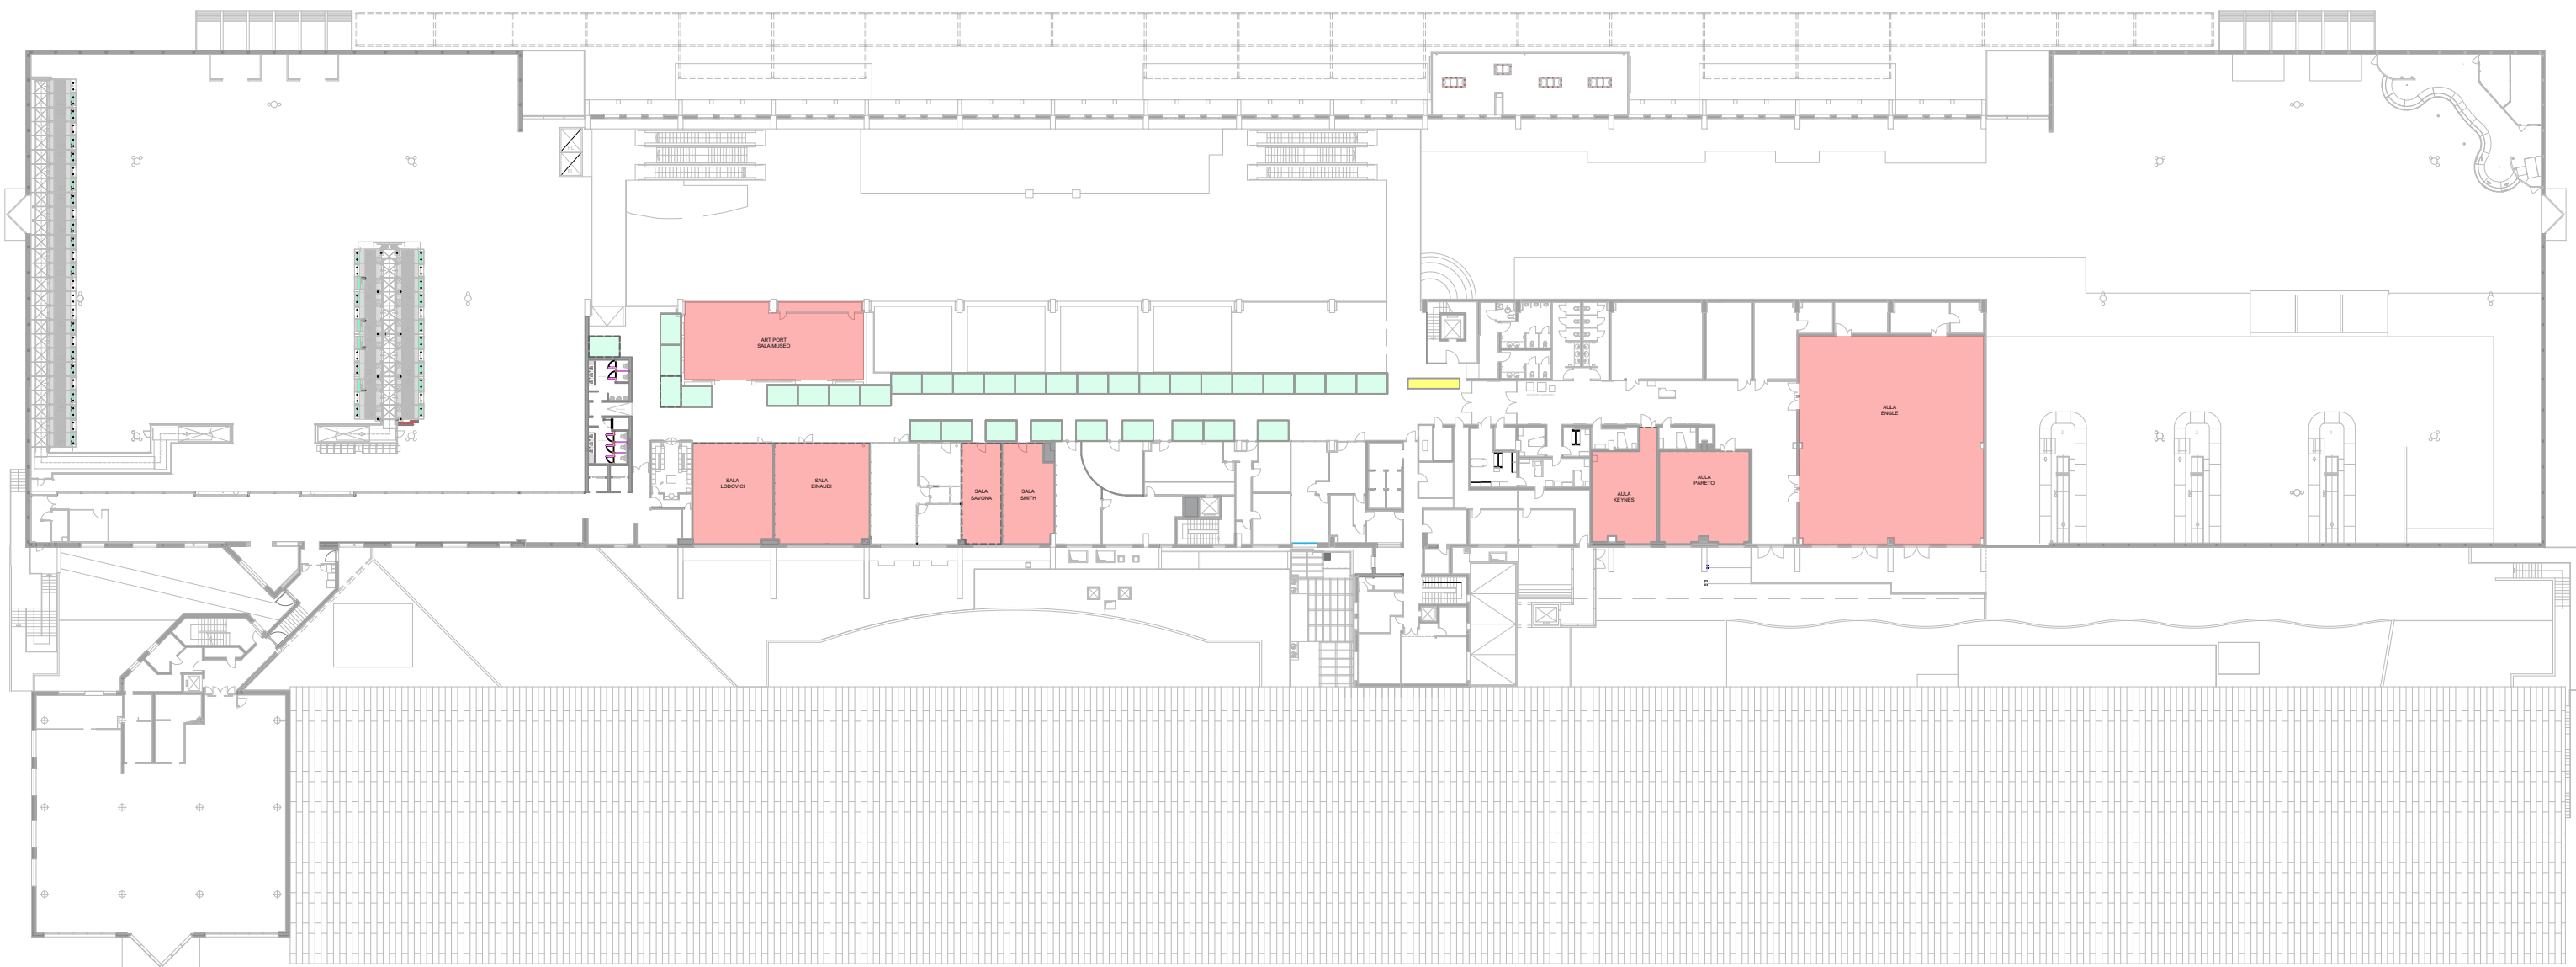 ART PORT
SALA MUSEO
AULA
ENGLE
SALA
LODOVICI
SALA
EINAUDI
SALA
SAVONA
SALA
SMITH
AULA
KEYNES
AULA
PARETO